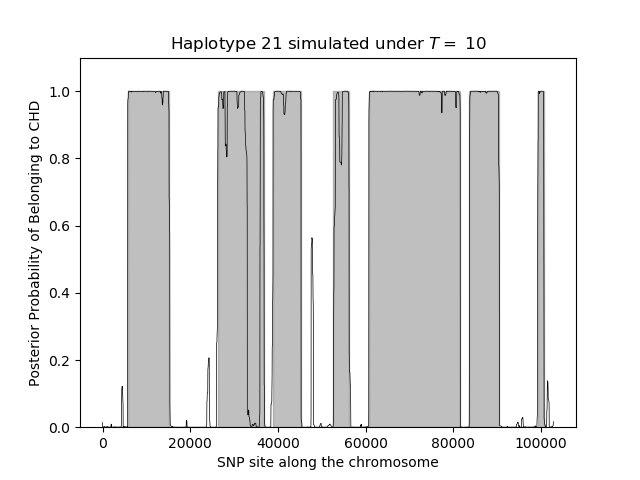 Haplotype 21 simulated under T = 10
Posterior Probability of Belonging to CHD
1.0
0.8
0.6
0.4
0.2
0.0
0 20000 40000 60000 80000 100000
SNP site along the chromosome